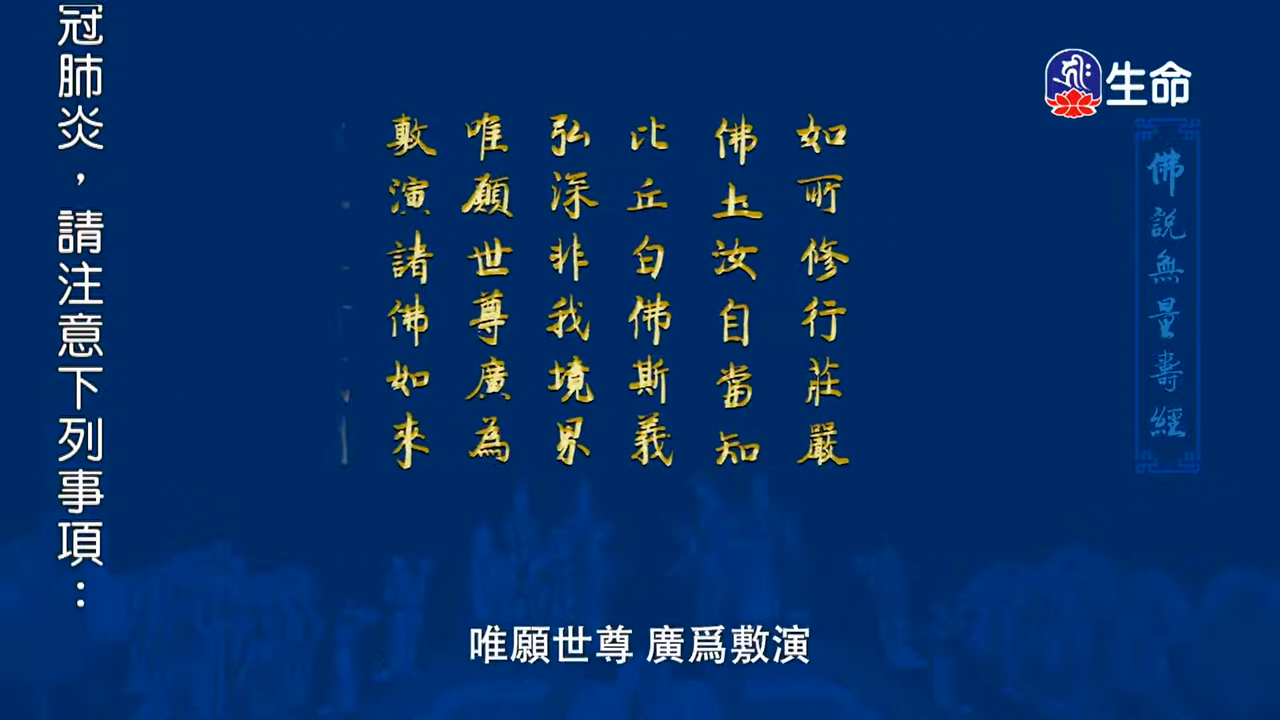 生命
佛說無量壽經
如所修行莊嚴
佛土汝自當知
比丘白佛斯義
弘深非我境界
唯願世尊廣為
敷演諸佛如來
冠肺炎，請注意下列事項：
唯願世尊 廣爲敷演